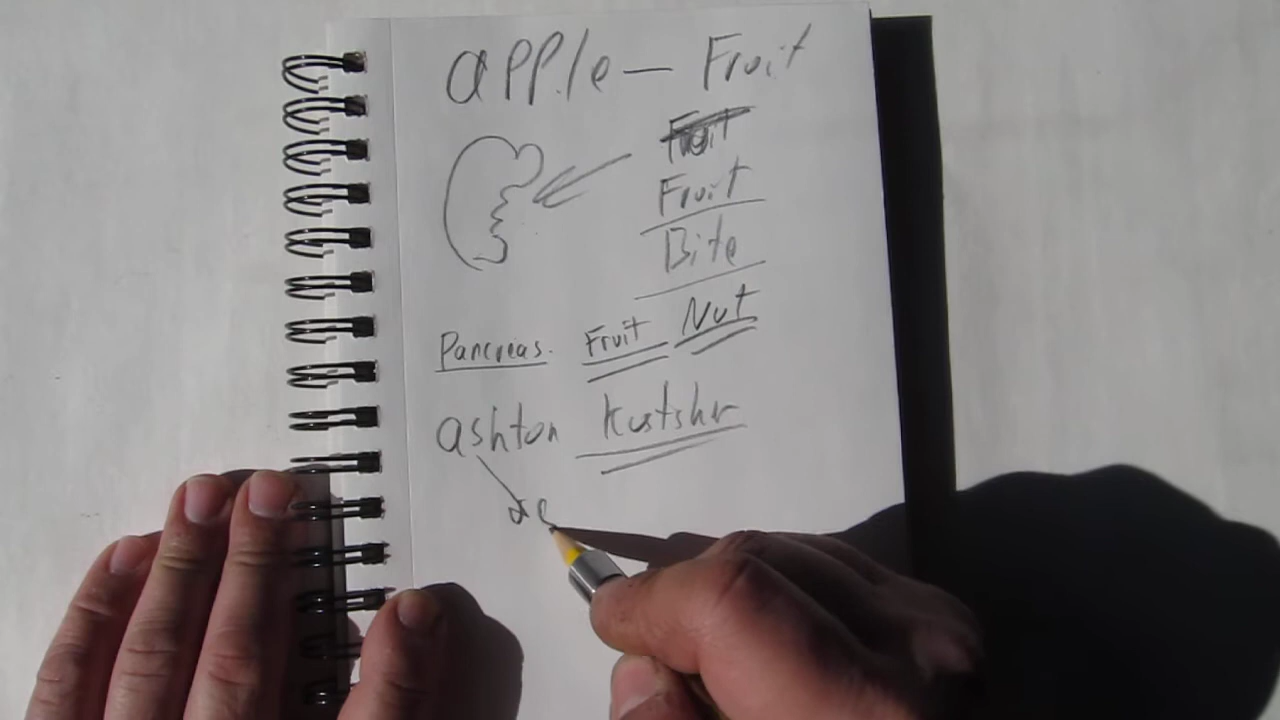 apple — Fruit
Fruit
Fruit
Bite
Pancreas. Fruit Nut
ashton Kutshr